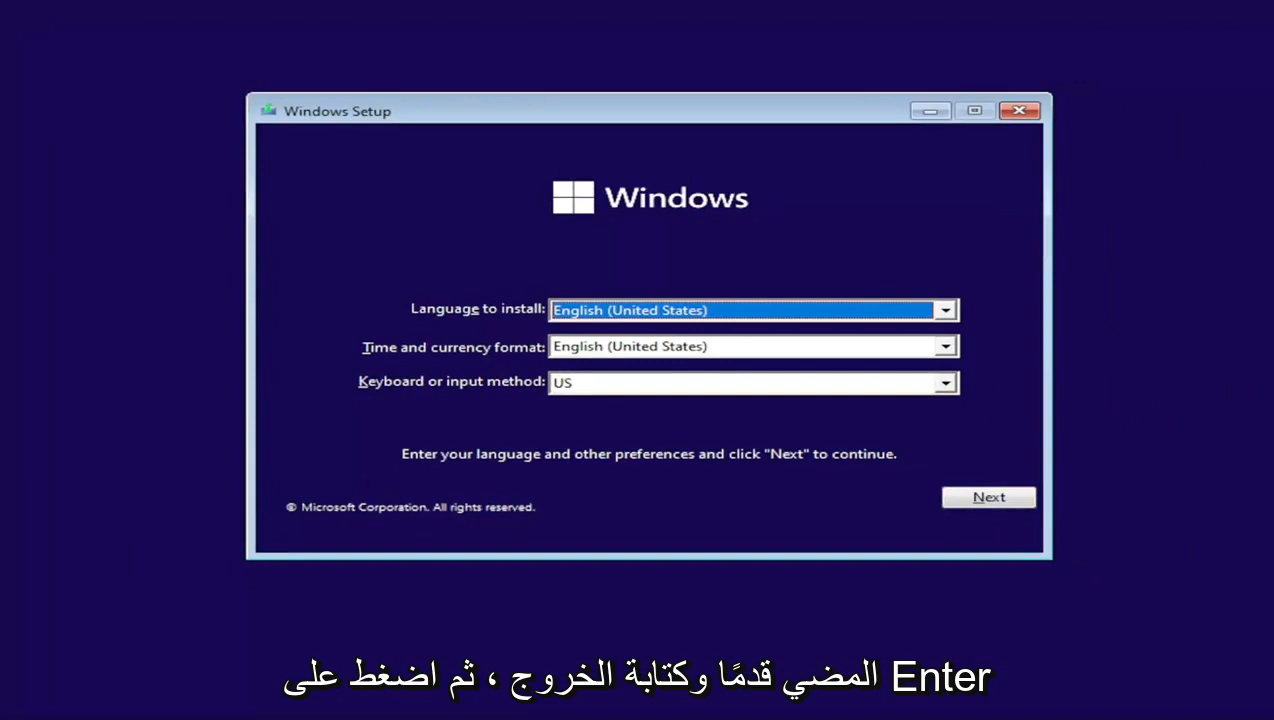 Windows Setup
Windows
Language to install: English (United States)
Time and currency format: English (United States)
Keyboard or input method: US
Enter your language and other preferences and click "Next" to continue.
© Microsoft Corporation. All rights reserved.
Next
المضي قدمًا وكتابة الخروج ، ثم اضغط على Enter